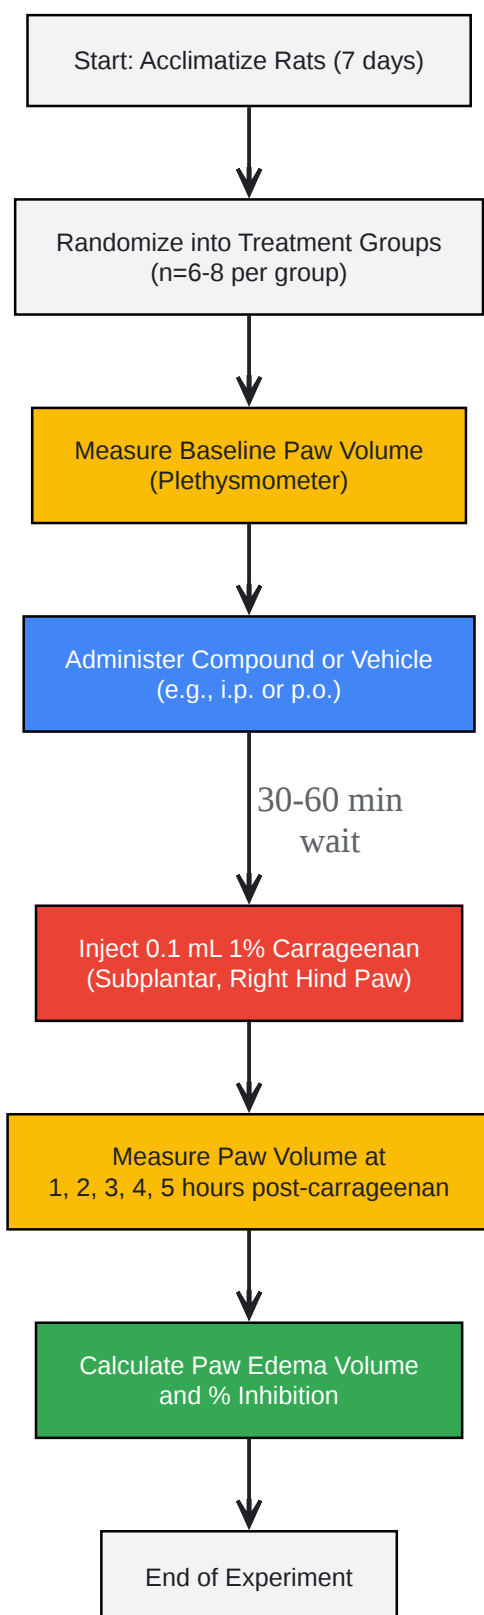 Start: Acclimatize Rats (7 days)
Randomize into Treatment Groups
(n=6-8 per group)
Measure Baseline Paw Volume
(Plethysmometer)
Administer Compound or Vehicle
(e.g., i.p. or p.o.)
30-60 min
wait
Inject 0.1 mL 1% Carrageenan
(Subplantar, Right Hind Paw)
Measure Paw Volume at
1, 2, 3, 4, 5 hours post-carrageenan
Calculate Paw Edema Volume
and % Inhibition
End of Experiment